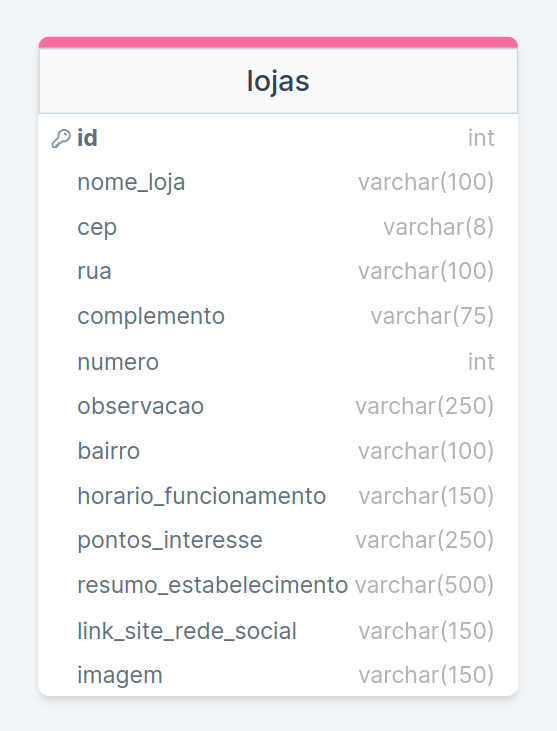 lojas
id int
nome_loja varchar(100)
cep varchar(8)
rua varchar(100)
complemento varchar(75)
numero int
observacao varchar(250)
bairro varchar(100)
horario_funcionamento varchar(150)
pontos_interesse varchar(250)
resumo_estabelecimento varchar(500)
link_site_rede_social varchar(150)
imagem varchar(150)